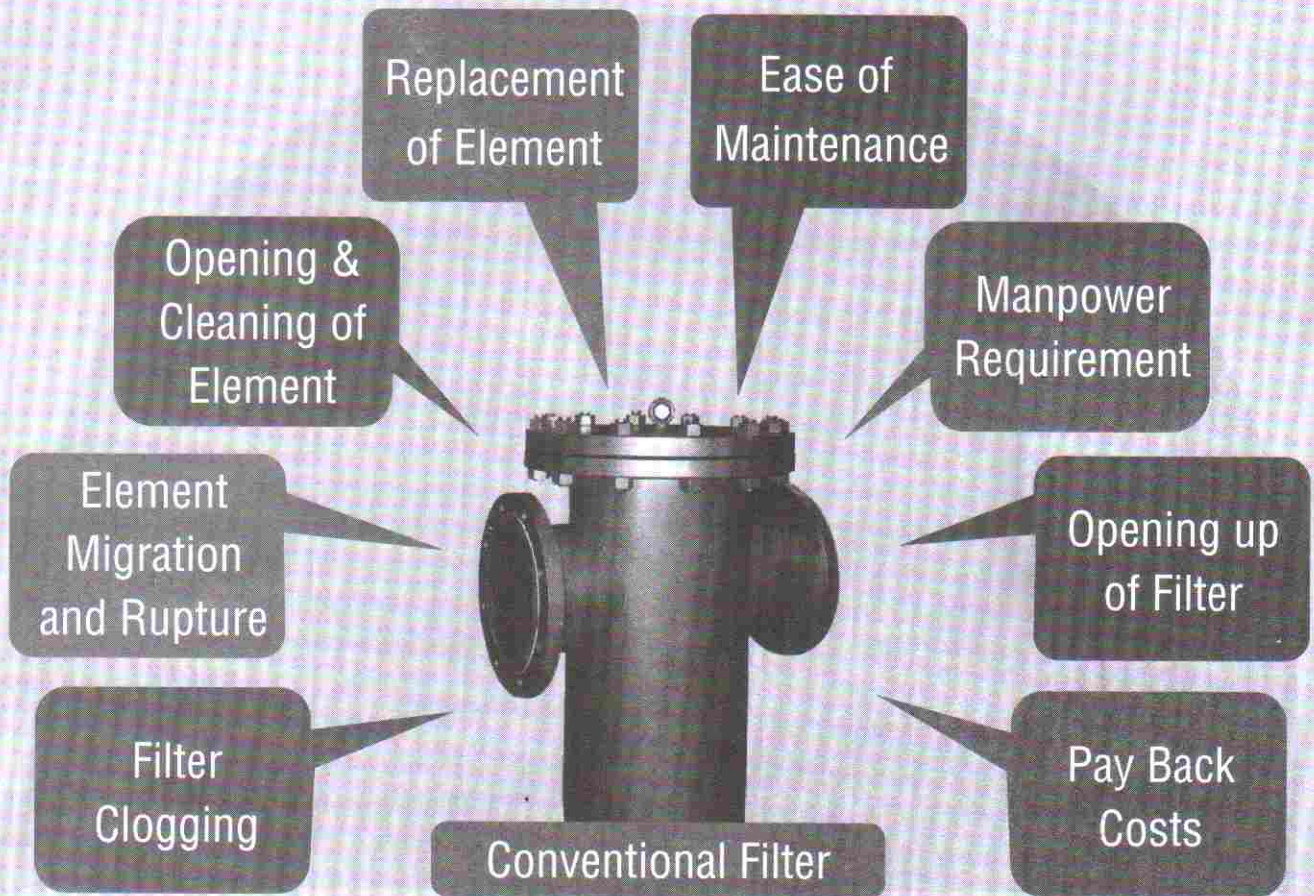 Replacement
of Element
Ease of
Maintenance
Opening &
Cleaning of
Element
Manpower
Requirement
Element
Migration
and Rupture
Opening up
of Filter
Filter
Clogging
Pay Back
Costs
Conventional Filter